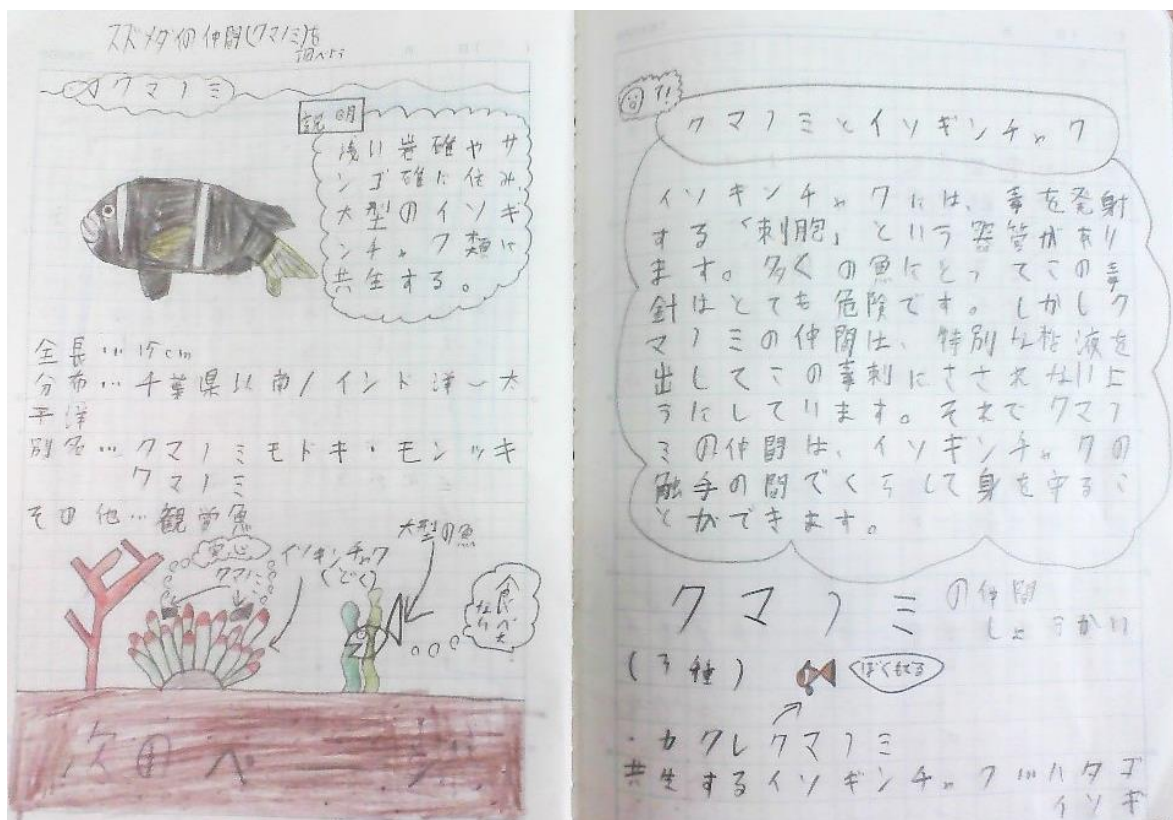 スズメダイの仲間(クマノミ)を
調べよう
クマノミ
説明
浅い岩礁やサ
ンゴ礁に住み、
大型のイソギ
ンチャク類に
共生する。
全長…15cm
分布…千葉県以南/インド洋〜太
平洋
別名…クマノミモドキ・モンツキ
クマノミ
その他…観賞魚
安心
クマノミ
イソギンチャク
(どく)
大型の魚
食べ
次のページ
?!
クマノミとイソギンチャク
イソギンチャクには、毒を発射
する「刺胞」という器管があり
ます。多くの魚にとってこの毒
針はとても危険です。しかしク
マノミの仲間は、特別な粘液を
出してこの毒刺にさされないよ
うにしています。それでクマノ
ミの仲間は、イソギンチャクの
触手の間でくらして身を守るこ
とができます。
クマノミの仲間
しょうかい
(3種)
ぼくもでる
・カクレクマノミ
共生するイソギンチャク…ハタゴ
イソギ